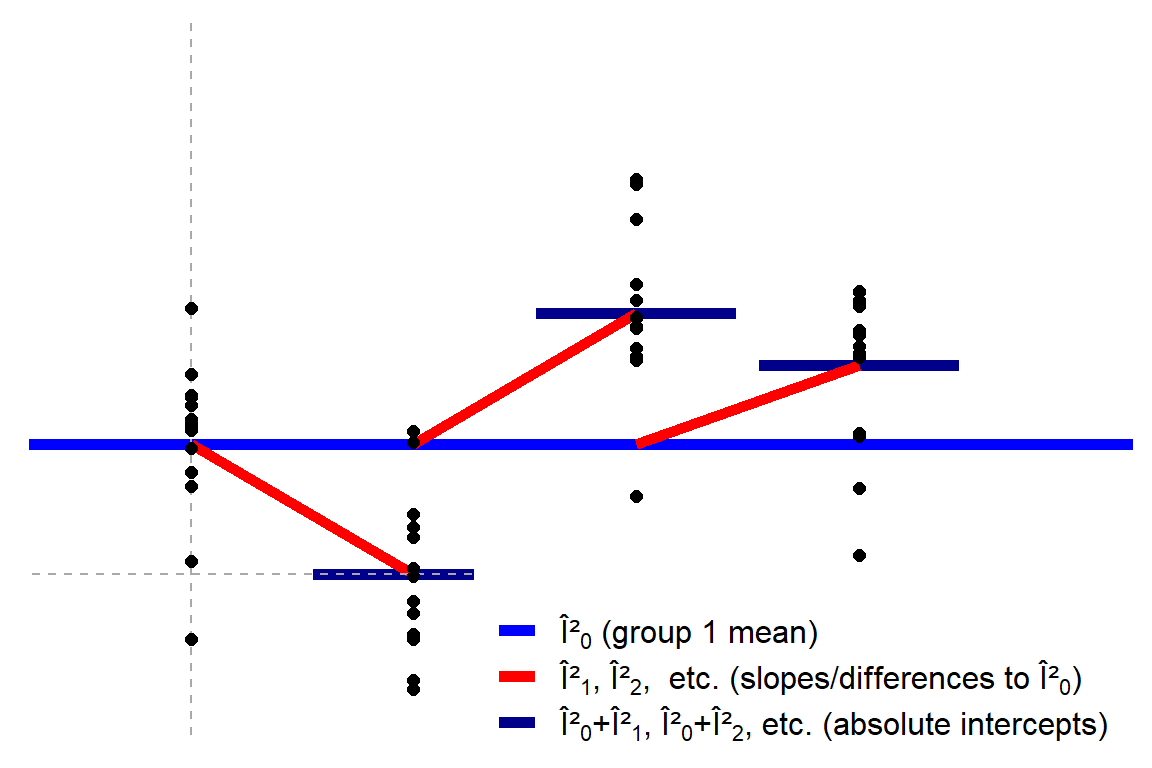 Î²₀ (group 1 mean)
Î²₁, Î²₂,  etc. (slopes/differences to Î²₀)
Î²₀+Î²₁, Î²₀+Î²₂, etc. (absolute intercepts)